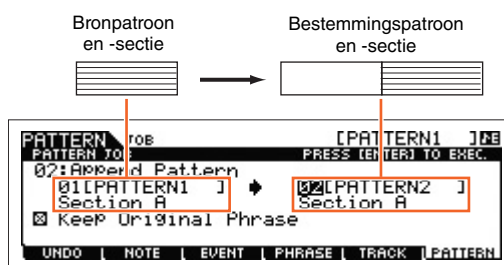 Bronpatroon
en -sectie
Bestemmingspatroon
en -sectie
PATTERN JOB [PATTERN1 ]
PATTERN JOB PRESS [ENTER] TO EXEC.
02:Append Pattern
01[PATTERN1 ] 02[PATTERN2 ]
Section A Section A
Keep Original Phrase
UNDO NOTE EVENT PHRASE TRACK PATTERN